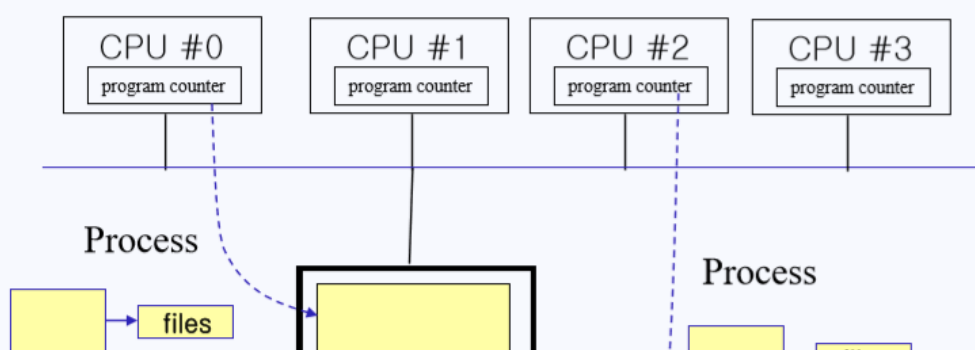 CPU #0
program counter
CPU #1
program counter
CPU #2
program counter
CPU #3
program counter
Process
Process
files